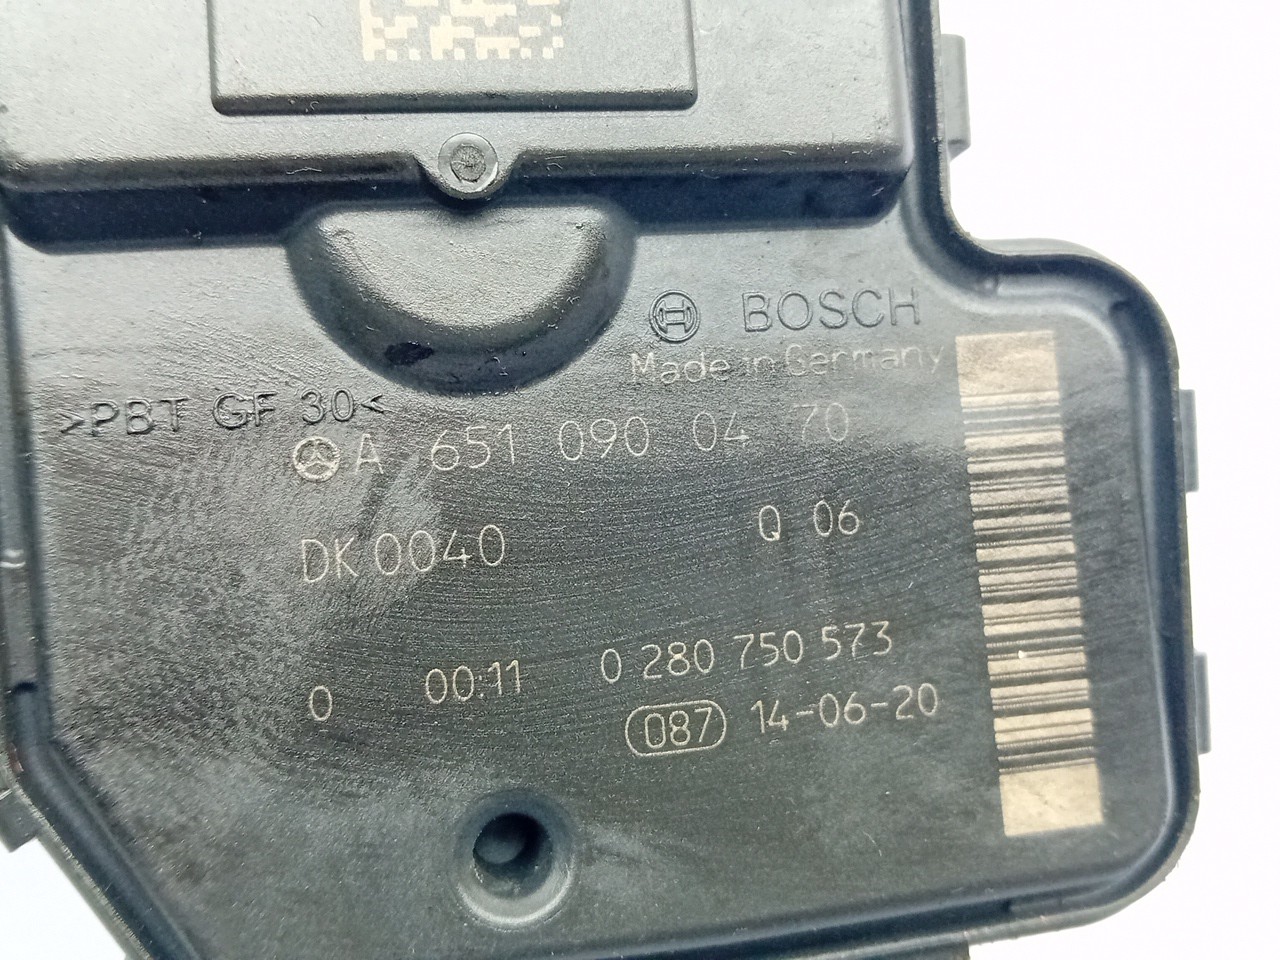 BOSCH
Made in Germany
>PBT GF 30<
A 651 090 04 70
DK 0040 Q 06
0 00:11 0 280 750 573
087 14-06-20